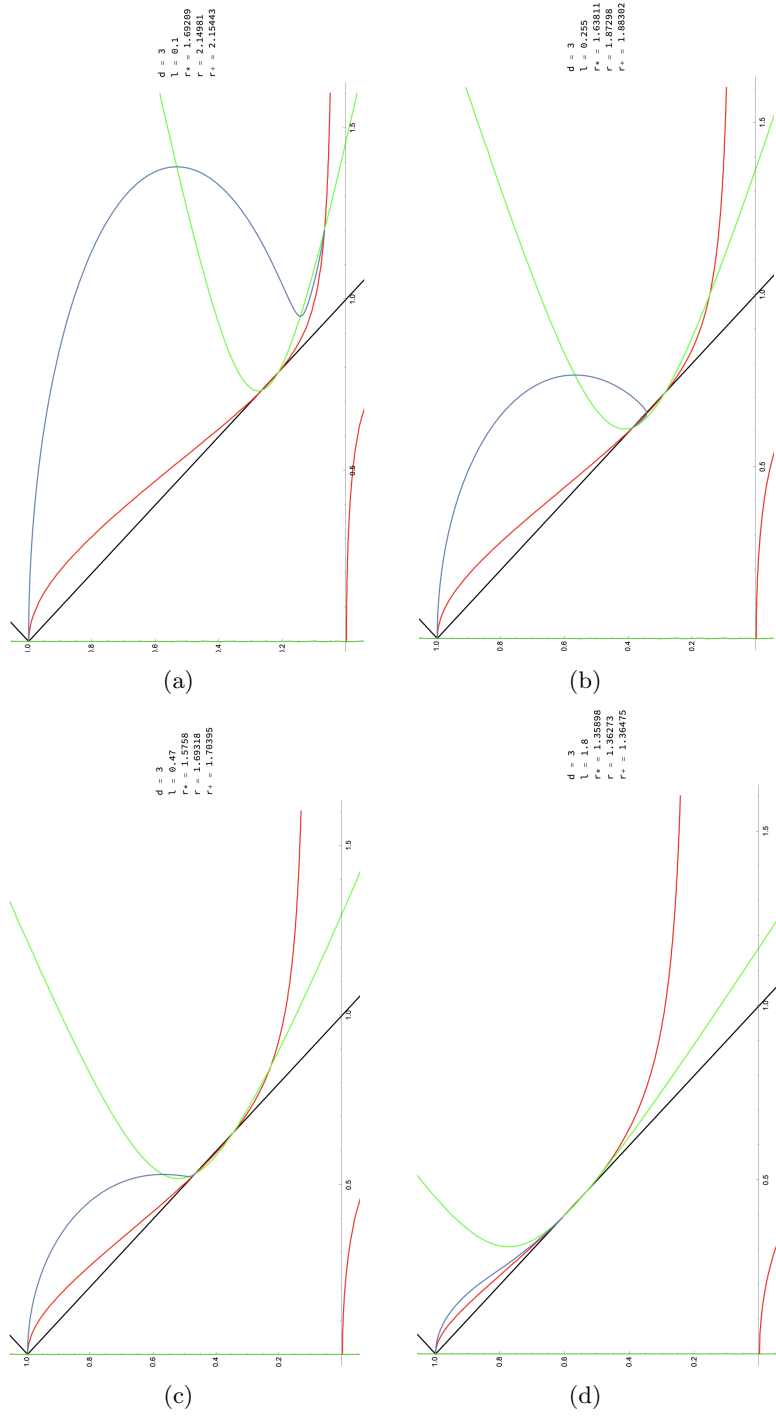 d = 3
l = 0.1
r* = 1.69209
r = 2.14981
r+ = 2.15443
1.5
1.0
0.5
1.0
0.8
0.6
0.4
0.2
(a)
d = 3
l = 0.255
r* = 1.63811
r = 1.87298
r+ = 1.88302
1.5
1.0
0.5
1.0
0.8
0.6
0.4
0.2
(b)
d = 3
l = 0.47
r* = 1.5758
r = 1.69318
r+ = 1.70395
1.5
1.0
0.5
1.0
0.8
0.6
0.4
0.2
(c)
d = 3
l = 1.8
r* = 1.35898
r = 1.36273
r+ = 1.36475
1.5
1.0
0.5
1.0
0.8
0.6
0.4
0.2
(d)